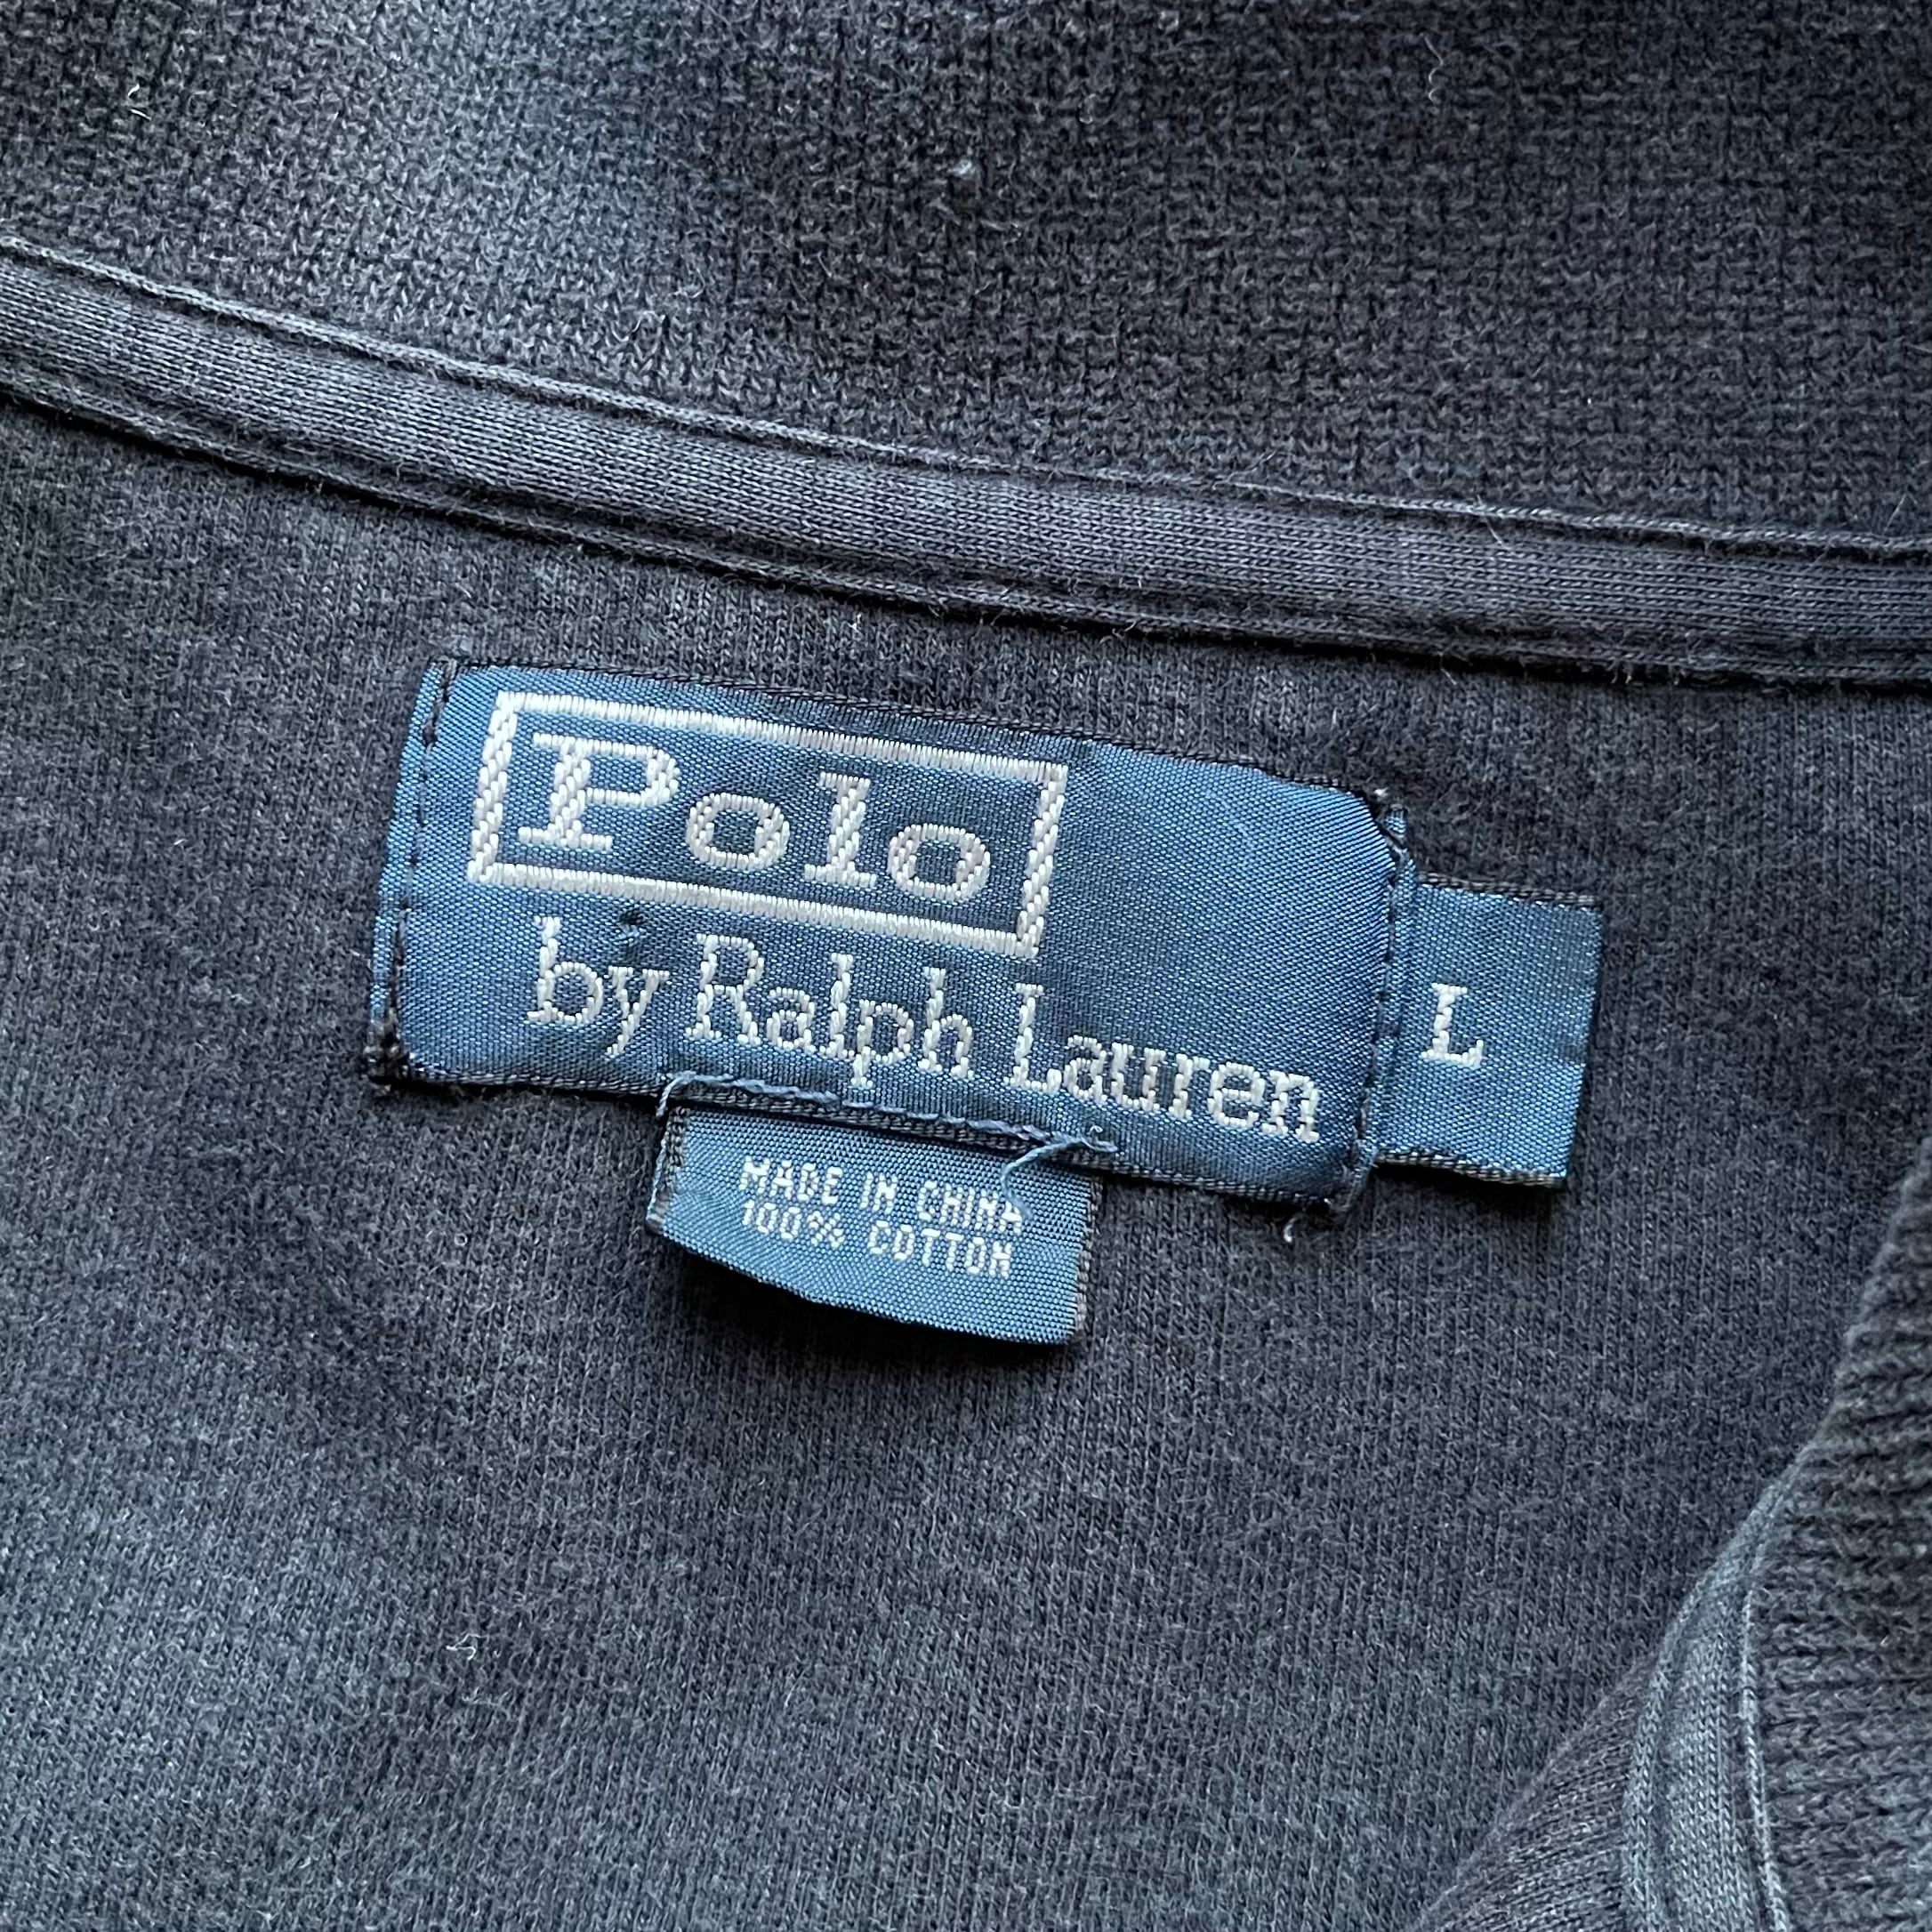 Polo
by Ralph Lauren
L
MADE IN CHINA
100% COTTON